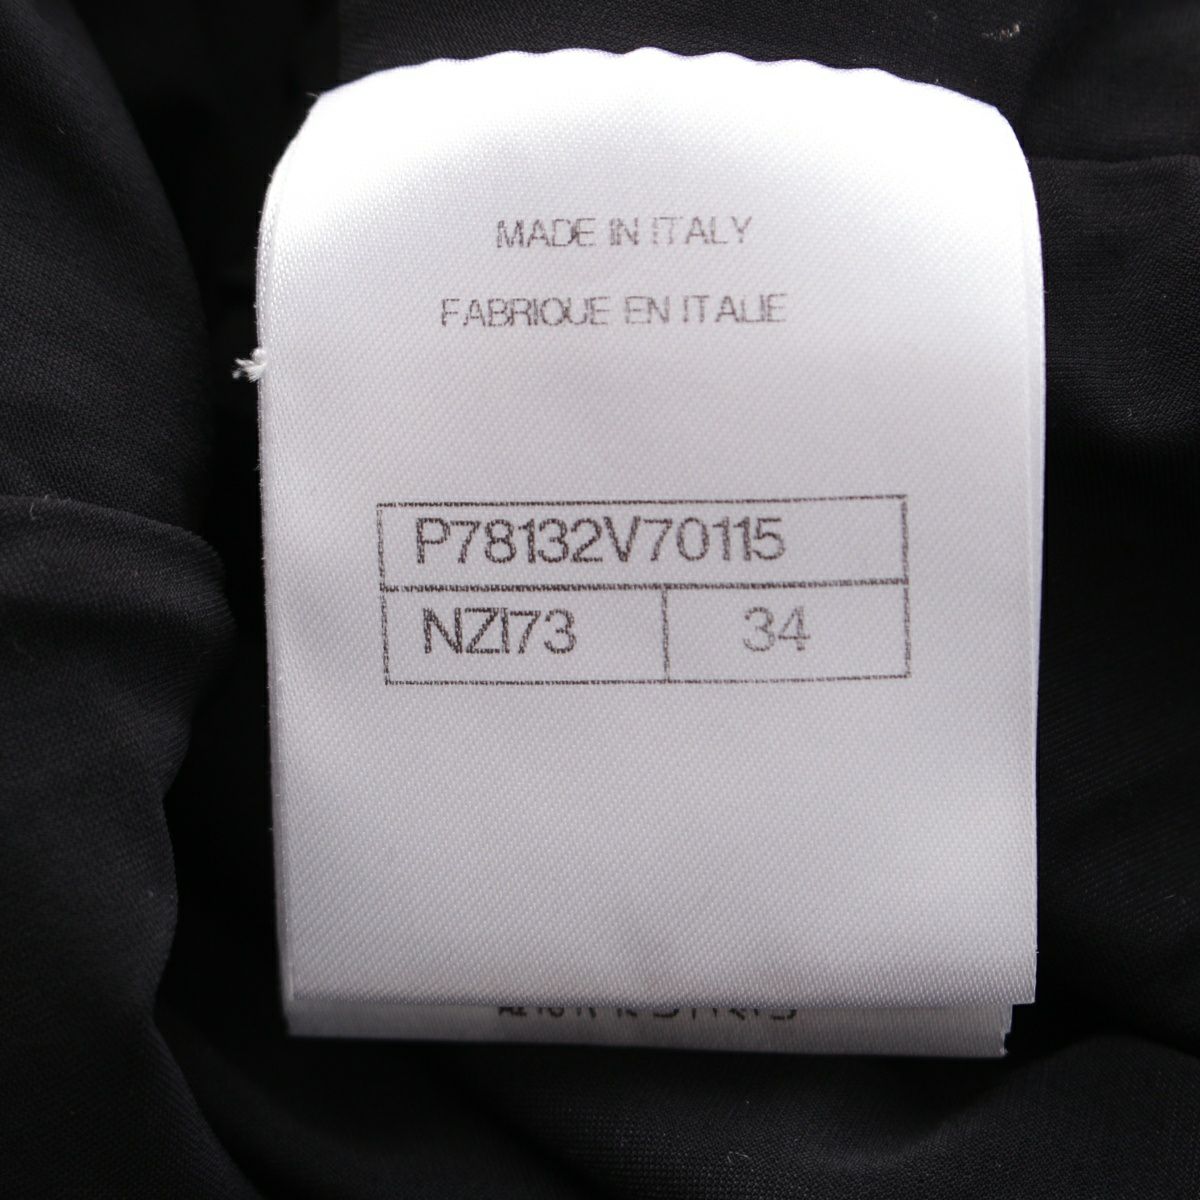 MADE IN ITALY
FABRIQUE EN ITALIE
P78132V70115
NZI73 34